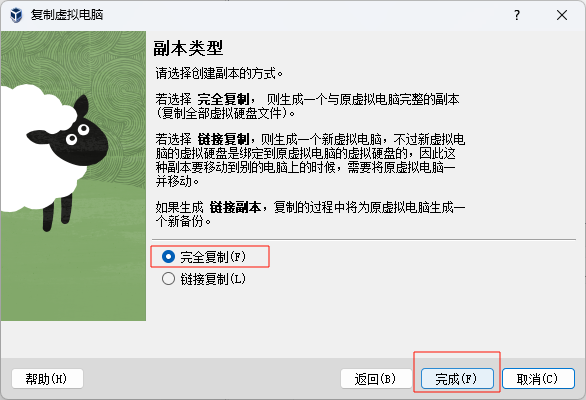 复制虚拟电脑
?
副本类型
请选择创建副本的方式。
若选择 完全复制， 则生成一个与原虚拟电脑完整的副本
(复制全部虚拟硬盘文件)。
若选择 链接复制，则生成一个新虚拟电脑，不过新虚拟电
脑的虚拟硬盘是绑定到原虚拟电脑的虚拟硬盘的，因此这
种副本要移动到别的电脑上的时候，需要将原虚拟电脑一
并移动。
如果生成 链接副本，复制的过程中将为原虚拟电脑生成一
个新备份。
完全复制(F)
链接复制(L)
帮助(H) 返回(B) 完成(F) 取消(C)